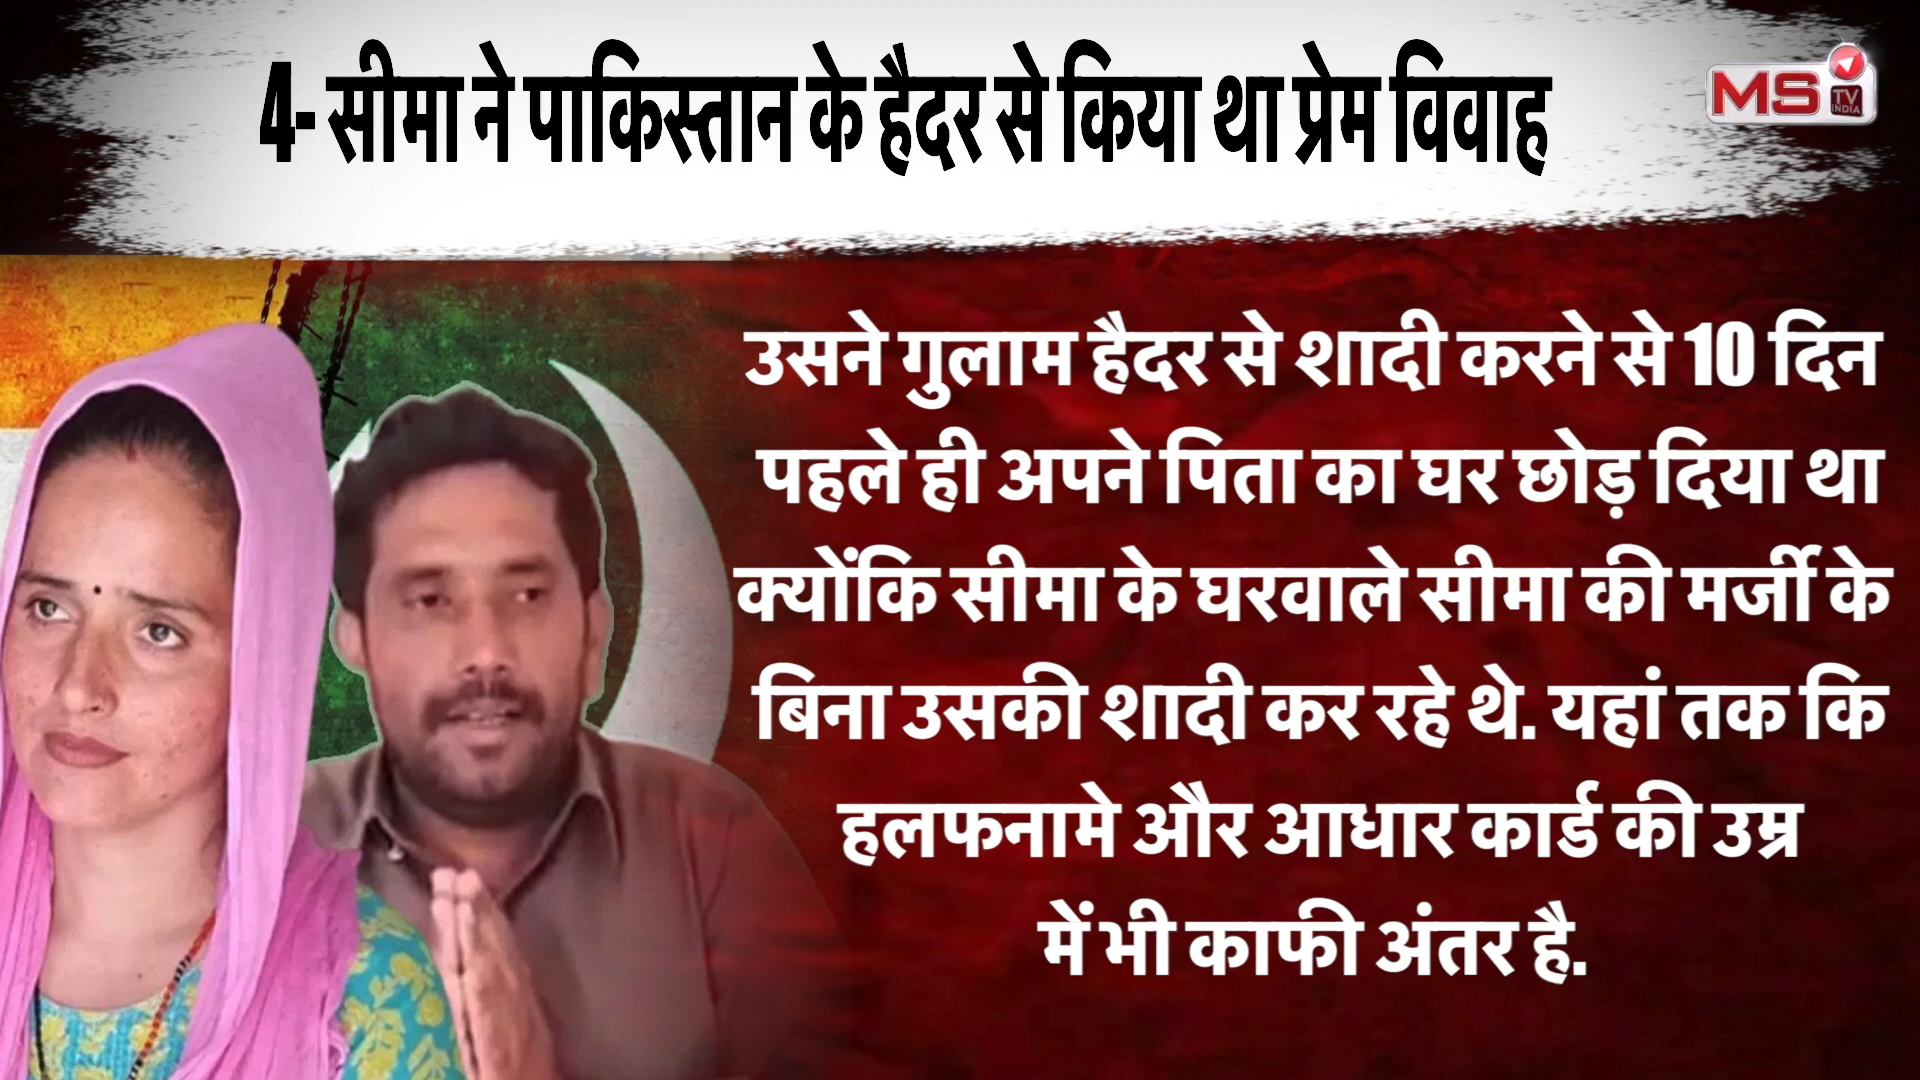 4- सीमा ने पाकिस्तान के हैदर से किया था प्रेम विवाह
MS
TV
INDIA
उसने गुलाम हैदर से शादी करने से 10 दिन
पहले ही अपने पिता का घर छोड़ दिया था
क्योंकि सीमा के घरवाले सीमा की मर्जी के
बिना उसकी शादी कर रहे थे. यहां तक कि
हलफनामे और आधार कार्ड की उम्र
में भी काफी अंतर है.